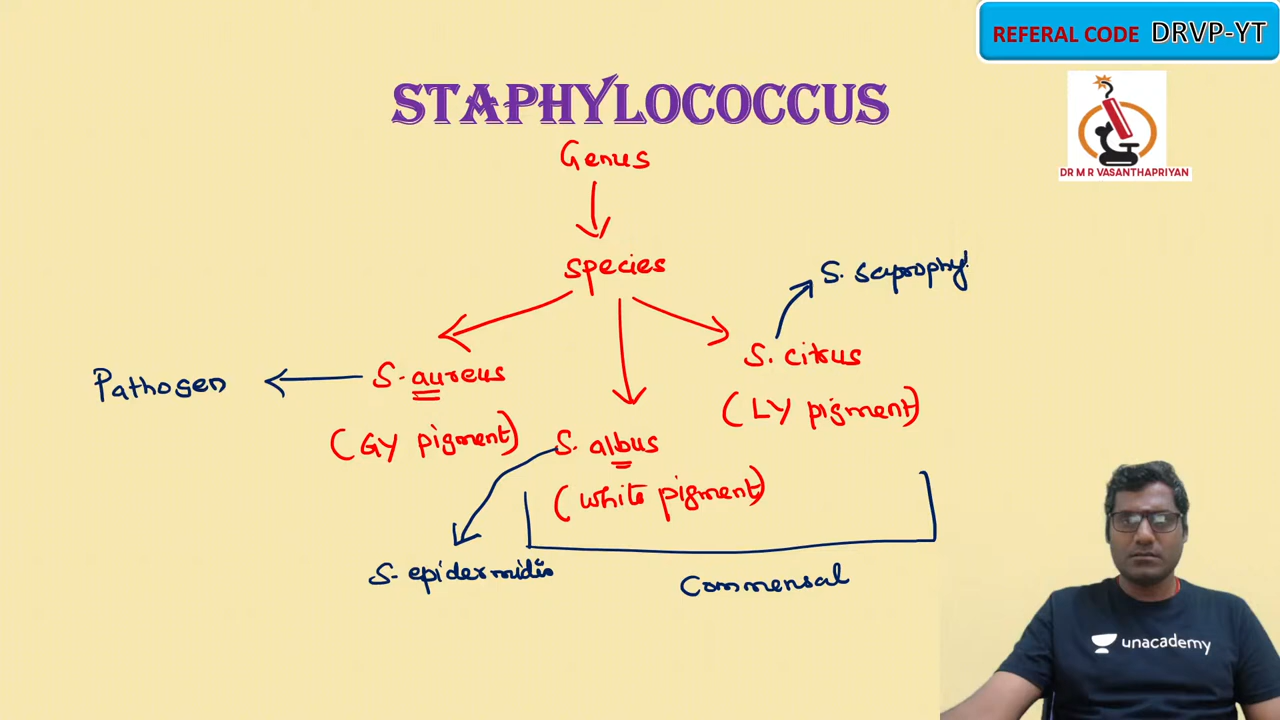 REFERAL CODE DRVP-YT
STAPHYLOCOCCUS
DR M R VASANTHAPRIYAN
Genus
Species
S. saprophy
S. citrus
(LY pigment)
Pathogen
S. aureus
(GY pigment)
S. albus
(white pigment)
S. epidermidis
Commensal
unacademy